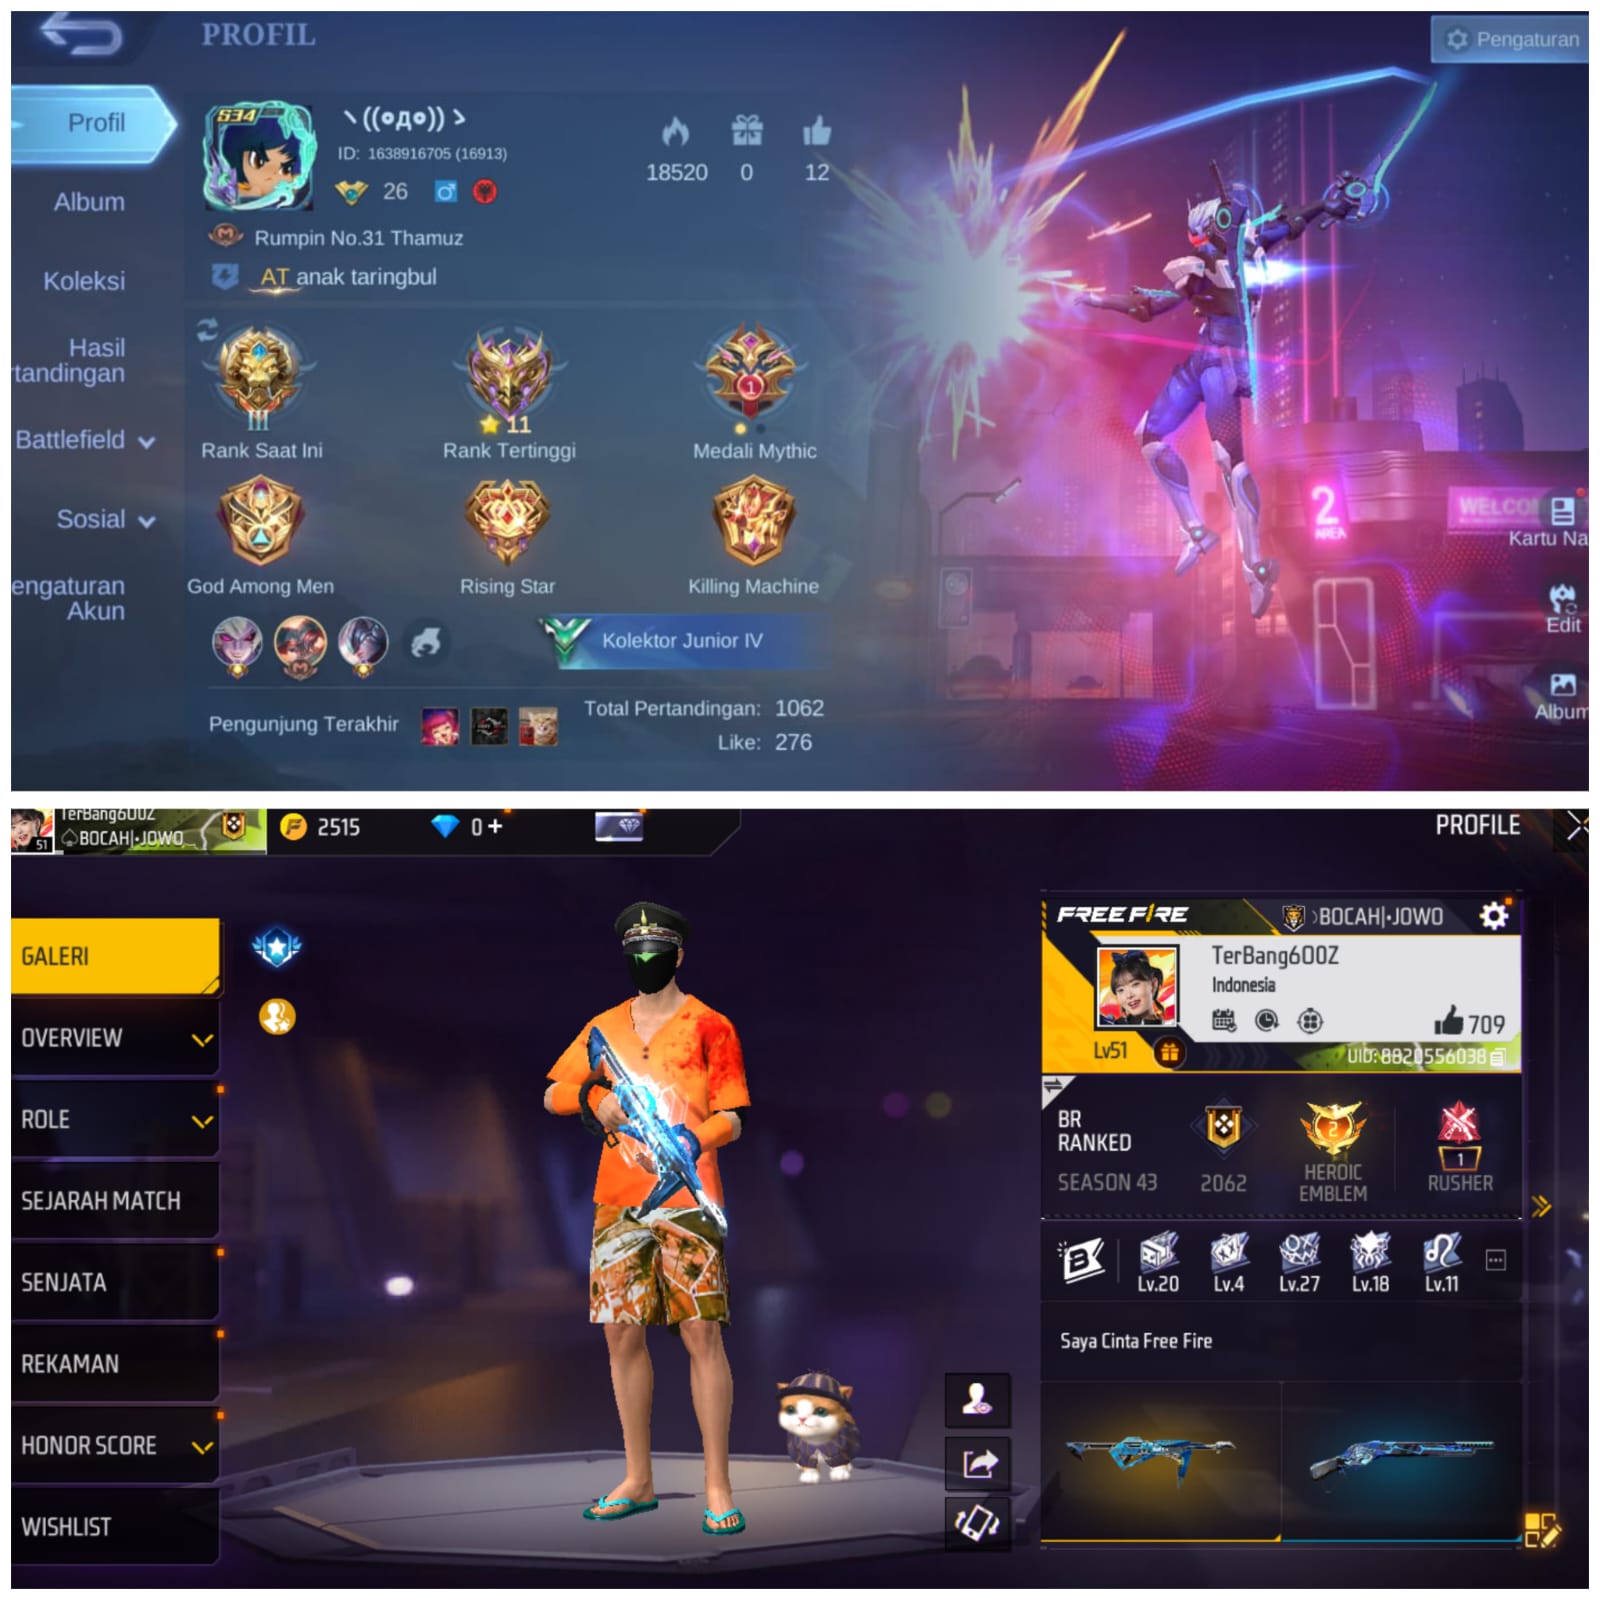 PROFIL
Pengaturan
Profil
Album
Koleksi
Hasil
rtandingan
Battlefield
Sosial
engaturan
Akun
S34
ヽ((०д०))ゝ
ID: 1638916705 (16913)
26
18520
0
12
Rumpin No.31 Thamuz
AT anak taringbul
III
11
1
Rank Saat Ini
Rank Tertinggi
Medali Mythic
God Among Men
Rising Star
Killing Machine
Kolektor Junior IV
Pengunjung Terakhir
Total Pertandingan: 1062
Like: 276
2
AREA
WELCOM
Kartu Na
Edit
Album
TerBang600Z
51
♤BOCAH|•JOWO
2515
0+
PROFILE
GALERI
OVERVIEW
ROLE
SEJARAH MATCH
SENJATA
REKAMAN
HONOR SCORE
WISHLIST
FREE FIRE
BOCAH|•JOWO
TerBang600Z
Indonesia
709
Lv51
UID: 8820556038
BR
RANKED
SEASON 43
2062
2
HEROIC
EMBLEM
1
RUSHER
B
Lv.20
Lv.4
Lv.27
Lv.18
Lv.11
Saya Cinta Free Fire